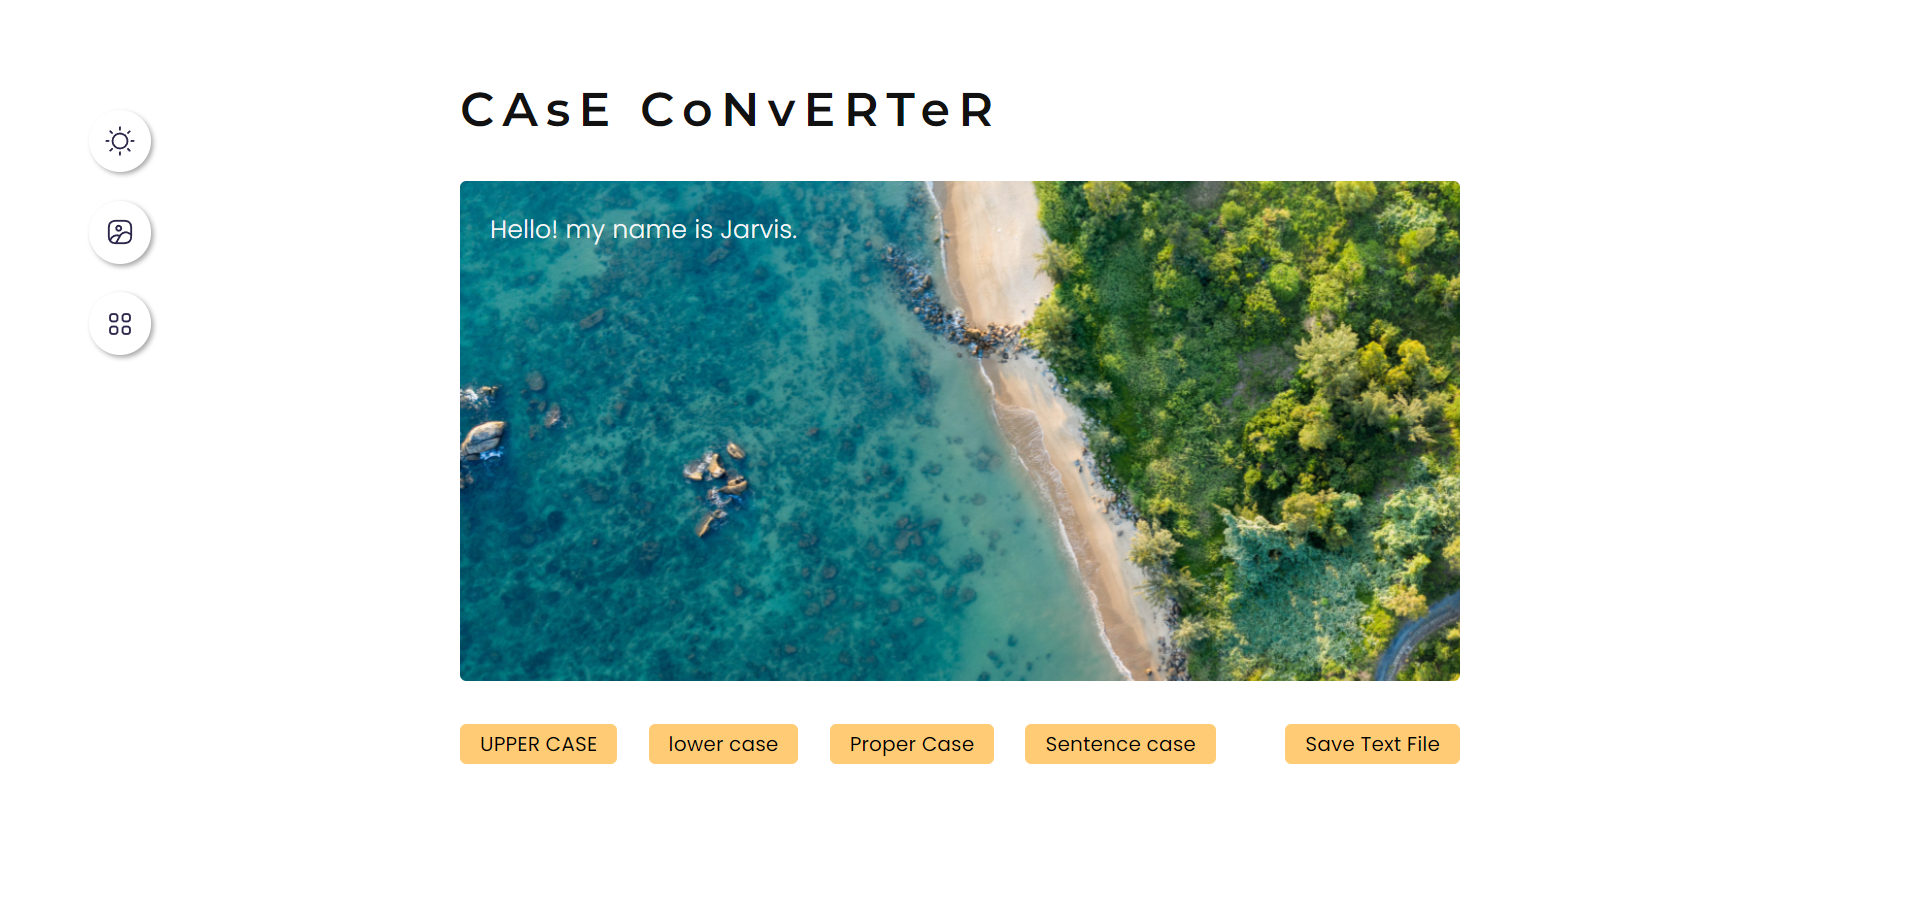 CAsE CoNvERTeR
Hello! my name is Jarvis.
UPPER CASE
lower case
Proper Case
Sentence case
Save Text File